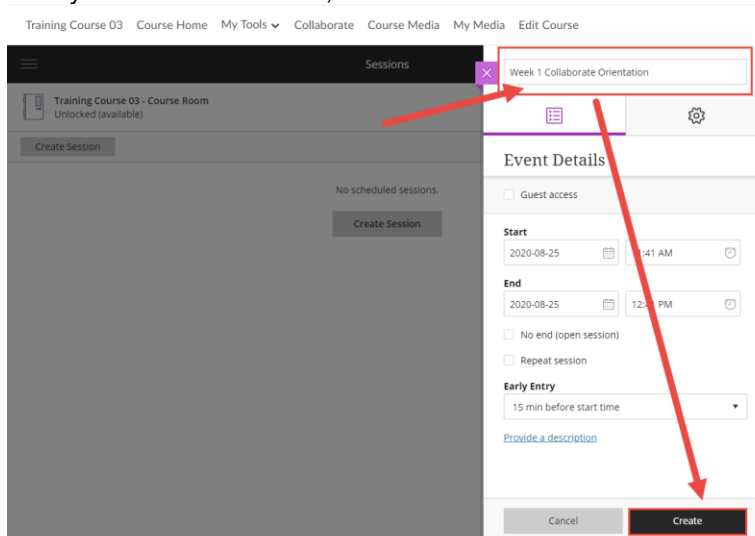 Training Course 03 Course Home My Tools Collaborate Course Media My Media Edit Course
Sessions
Week 1 Collaborate Orientation
Training Course 03 - Course Room
Unlocked (available)
Create Session
No scheduled sessions.
Create Session
Event Details
Guest access
Start
2020-08-25 :41 AM
End
2020-08-25 PM
No end (open session)
Repeat session
Early Entry
15 min before start time
Provide a description
Cancel Create